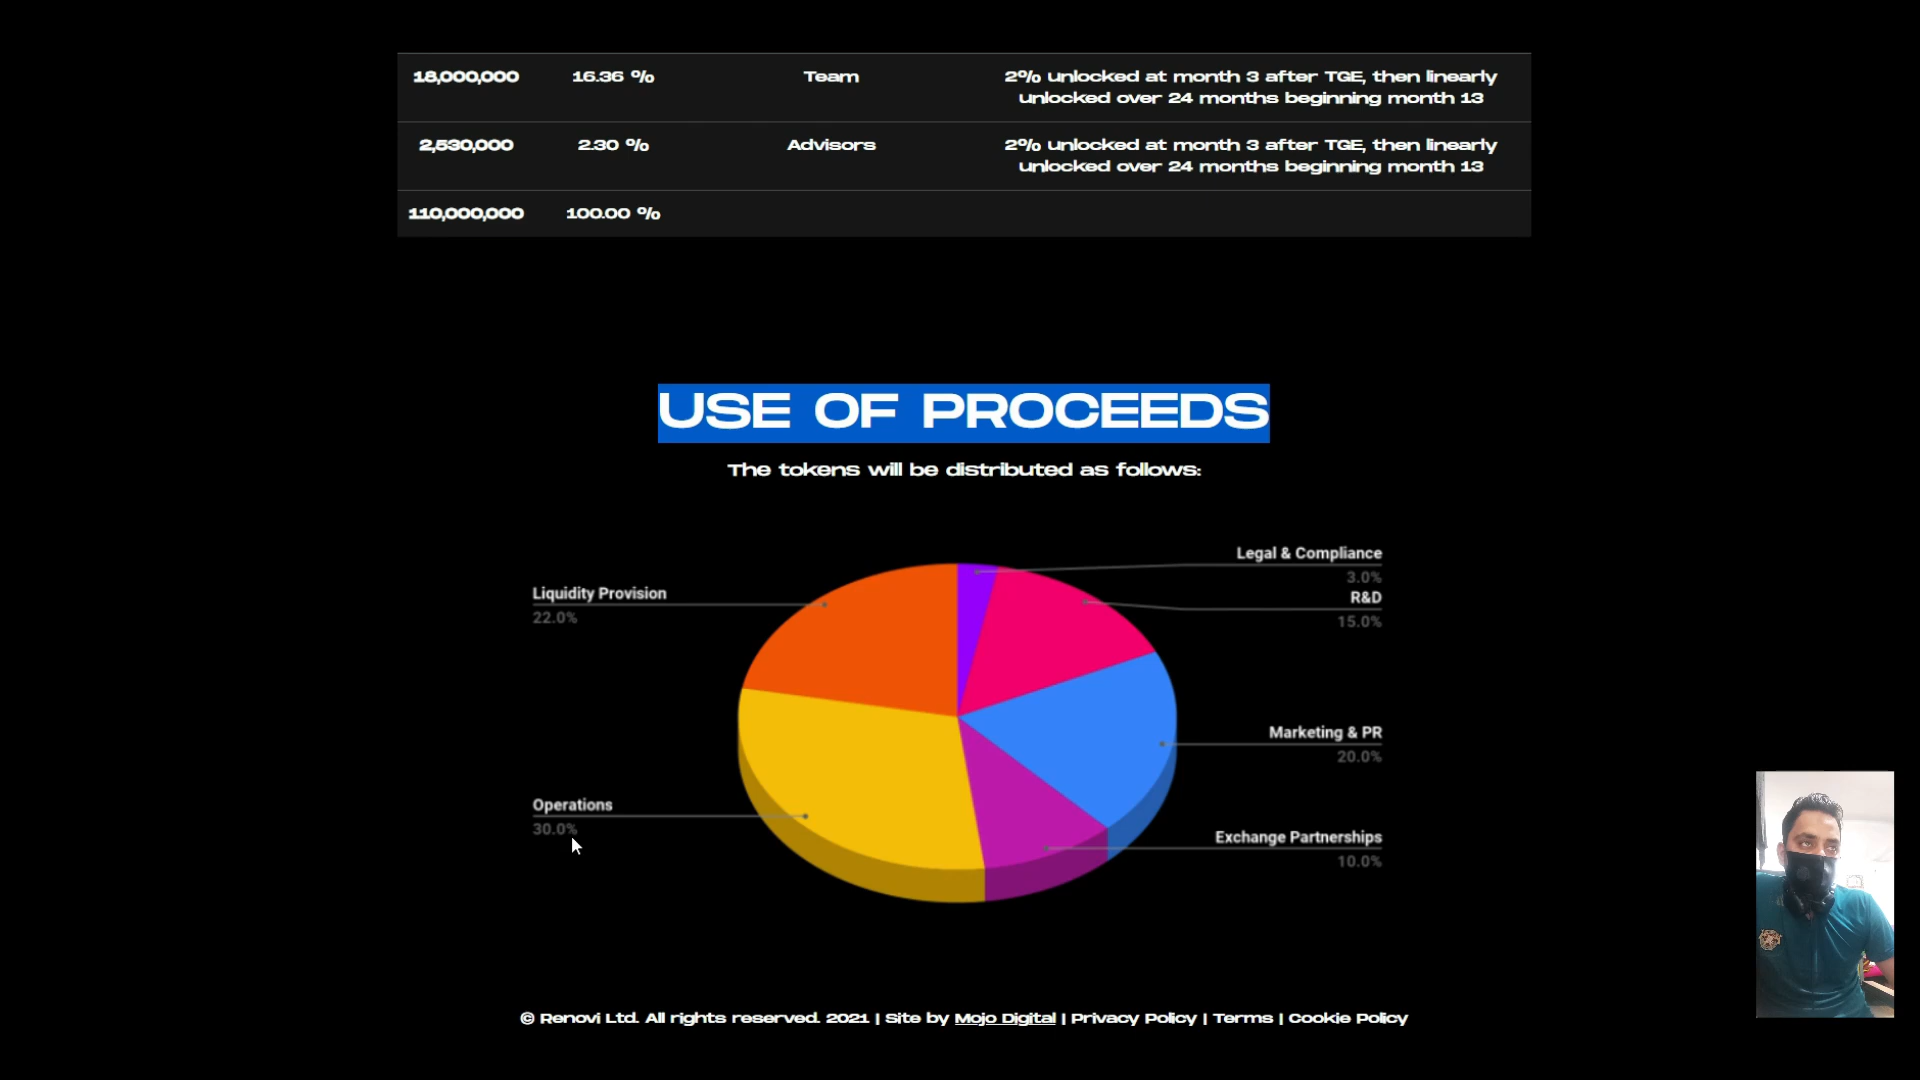 18,000,000 16.36 % Team 2% unlocked at month 3 after TGE, then linearly
unlocked over 24 months beginning month 13
2,530,000 2.30 % Advisors 2% unlocked at month 3 after TGE, then linearly
unlocked over 24 months beginning month 13
110,000,000 100.00 %
USE OF PROCEEDS
The tokens will be distributed as follows:
Legal & Compliance
3.0%
Liquidity Provision
22.0%
R&D
15.0%
Marketing & PR
20.0%
Operations
30.0%
Exchange Partnerships
10.0%
© Renovi Ltd. All rights reserved. 2021 | Site by Mojo Digital | Privacy Policy | Terms | Cookie Policy